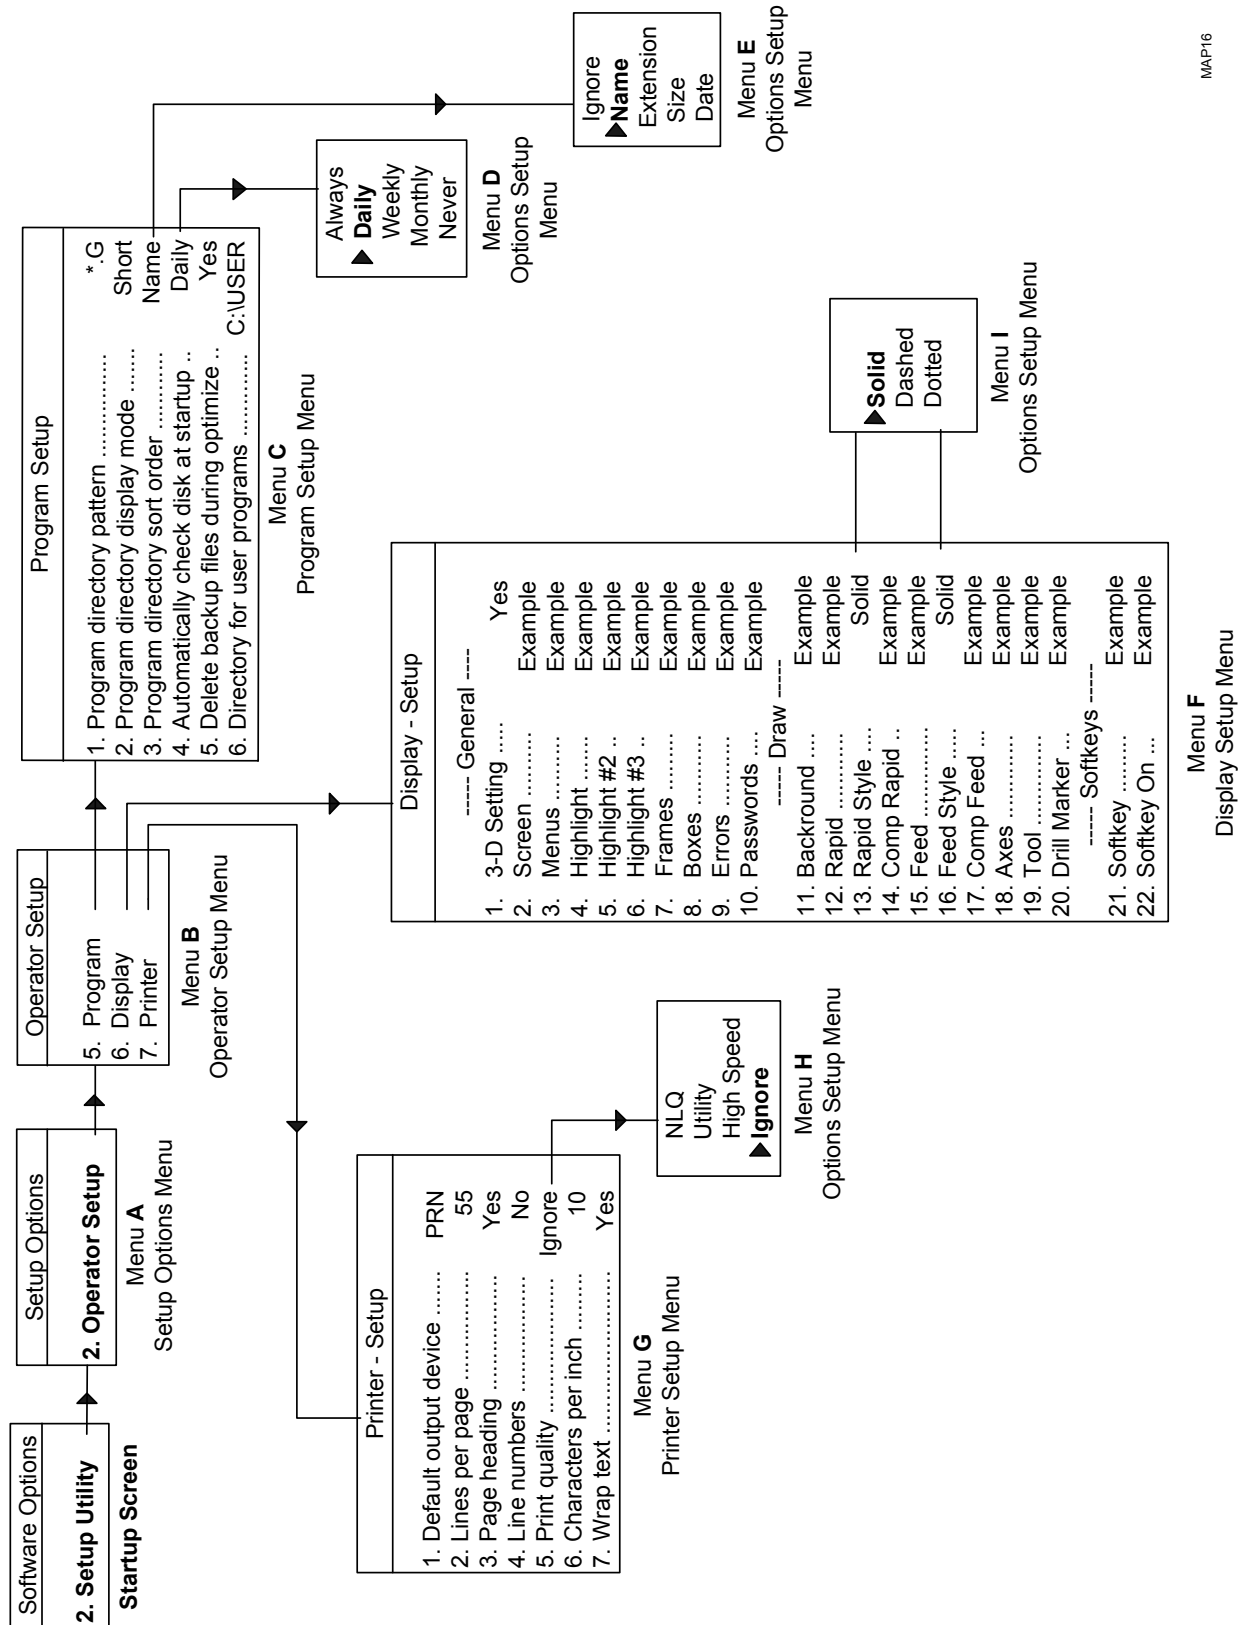 Software Options
2. Setup Utility
Startup Screen
Setup Options
2. Operator Setup
Menu A
Setup Options Menu
Operator Setup
5. Program
6. Display
7. Printer
Menu B
Operator Setup Menu
Program Setup
1. Program directory pattern .................... *.G
2. Program directory display mode ....... Short
3. Program directory sort order ............ Name
4. Automatically check disk at startup .. Daily
5. Delete backup files during optimize .. Yes
6. Directory for user programs .............. C:\USER
Menu C
Program Setup Menu
Always
Daily
Weekly
Monthly
Never
Menu D
Options Setup
Menu
Ignore
Name
Extension
Size
Date
Menu E
Options Setup
Menu
Display - Setup
----- General ----
1. 3-D Setting ..... Yes
2. Screen ........... Example
3. Menus ........... Example
4. Highlight ....... Example
5. Highlight #2 .. Example
6. Highlight #3 .. Example
7. Frames ......... Example
8. Boxes ........... Example
9. Errors ........... Example
10. Passwords .... Example
----- Draw -----
11. Backround .... Example
12. Rapid ........... Example
13. Rapid Style .... Solid
14. Comp Rapid .. Example
15. Feed ............. Example
16. Feed Style ..... Solid
17. Comp Feed ... Example
18. Axes ............. Example
19. Tool .............. Example
20. Drill Marker ... Example
----- Softkeys -----
21. Softkey ......... Example
22. Softkey On ... Example
Menu F
Display Setup Menu
Printer - Setup
1. Default output device ....... PRN
2. Lines per page ................ 55
3. Page heading .................. Yes
4. Line numbers .................. No
5. Print quality ..................... Ignore
6. Characters per inch .......... 10
7. Wrap text ........................ Yes
Menu G
Printer Setup Menu
NLQ
Utility
High Speed
Ignore
Menu H
Options Setup Menu
Solid
Dashed
Dotted
Menu I
Options Setup Menu
MAP16